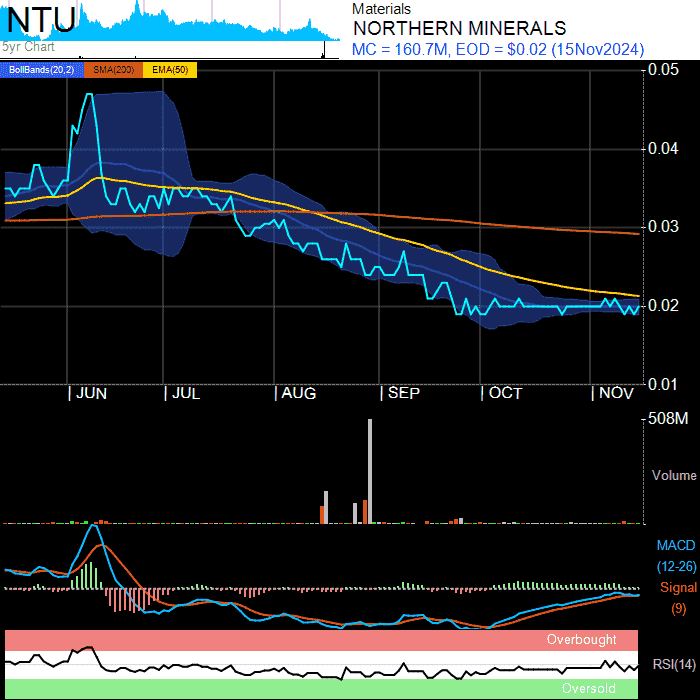 NTU
5yr Chart
Materials
NORTHERN MINERALS
MC = 160.7M, EOD = $0.02 (15Nov2024)
BollBands(20,2) SMA(200) EMA(50)
0.05
0.04
0.03
0.02
0.01
| JUN | JUL | AUG | SEP | OCT | NOV
508M
Volume
MACD
(12-26)
Signal
(9)
Overbought
RSI(14)
Oversold